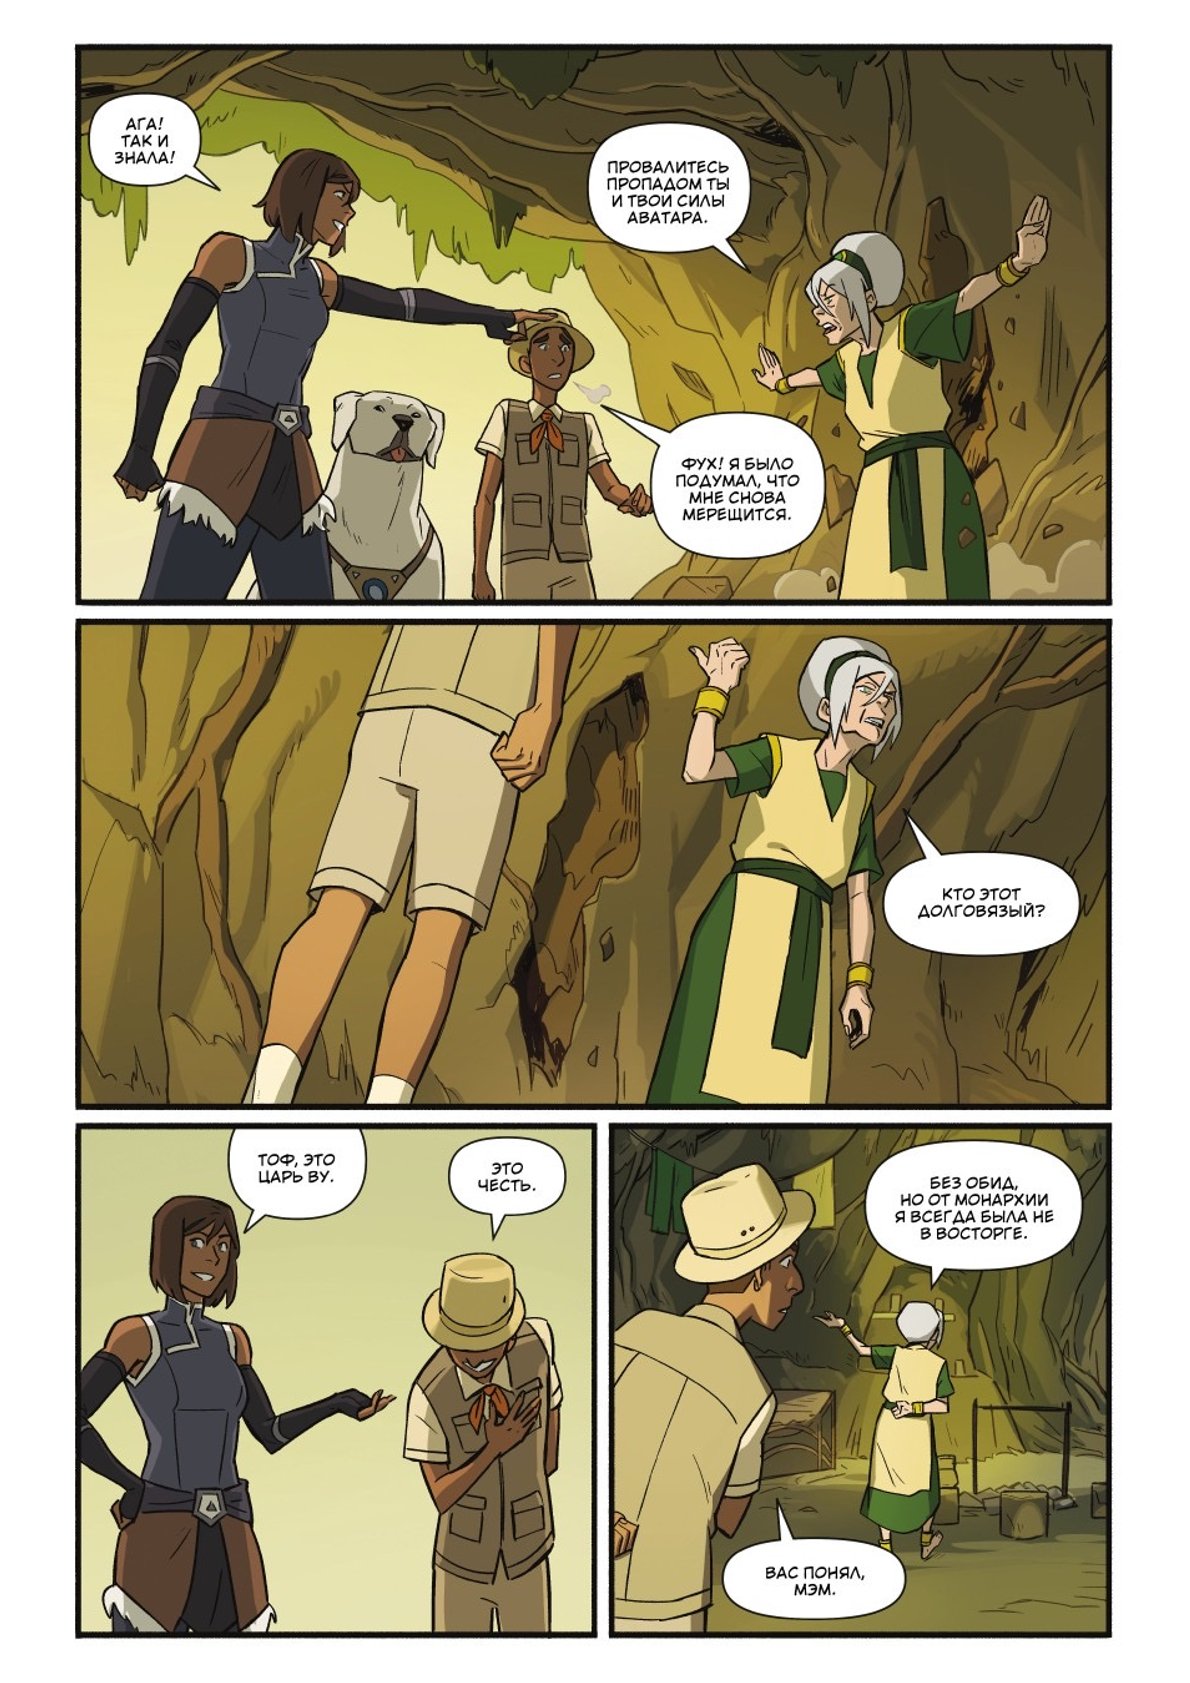 АГА!
ТАК И
ЗНАЛА!
ПРОВАЛИТЕСЬ
ПРОПАДОМ ТЫ
И ТВОИ СИЛЫ
АВАТАРА.
ФУХ! Я БЫЛО
ПОДУМАЛ, ЧТО
МНЕ СНОВА
МЕРЕЩИТСЯ.
КТО ЭТОТ
ДОЛГОВЯЗЫЙ?
ТОФ, ЭТО
ЦАРЬ ВУ.
ЭТО
ЧЕСТЬ.
БЕЗ ОБИД,
НО ОТ МОНАРХИИ
Я ВСЕГДА БЫЛА НЕ
В ВОСТОРГЕ.
ВАС ПОНЯЛ,
МЭМ.